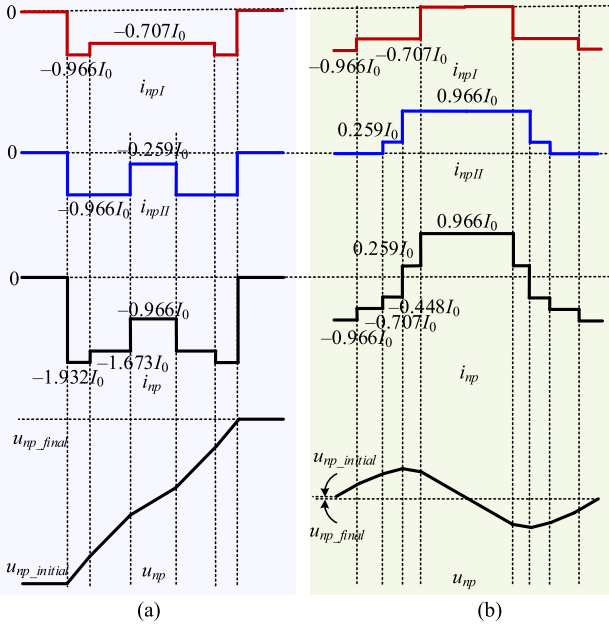 0
–0.707I0
–0.966I0
inpI
0
–0.259I0
–0.966I0
inpII
0
–0.966I0
–1.673I0
–1.932I0
inp
unp_final
unp_initial
unp
(a)
–0.966I0
–0.707I0
inpI
0.966I0
0.259I0
inpII
0.966I0
0.259I0
–0.448I0
–0.707I0
–0.966I0
inp
unp_initial
unp_final
unp
(b)